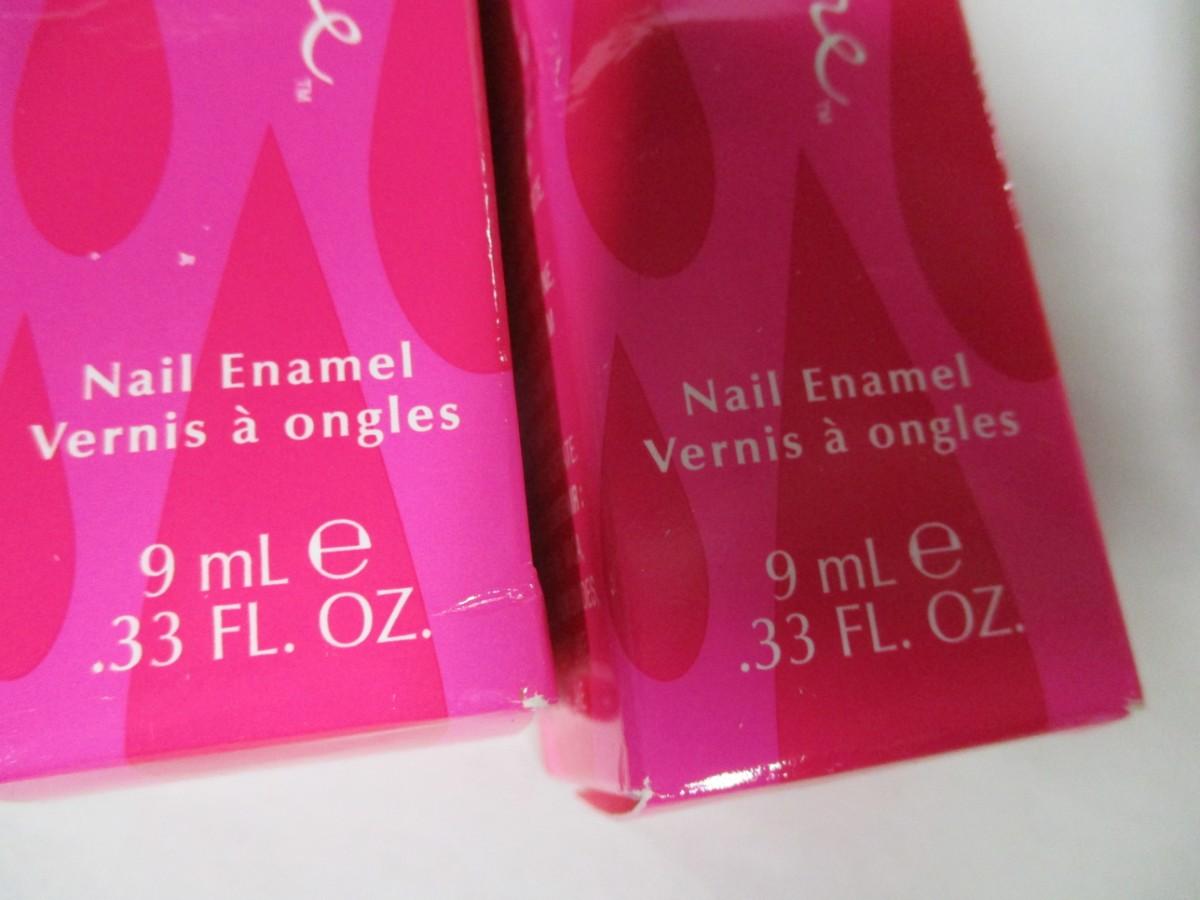 Nail Enamel
Vernis à ongles
9 mL e
.33 FL. OZ.
Nail Enamel
Vernis à ongles
9 mL e
.33 FL. OZ.